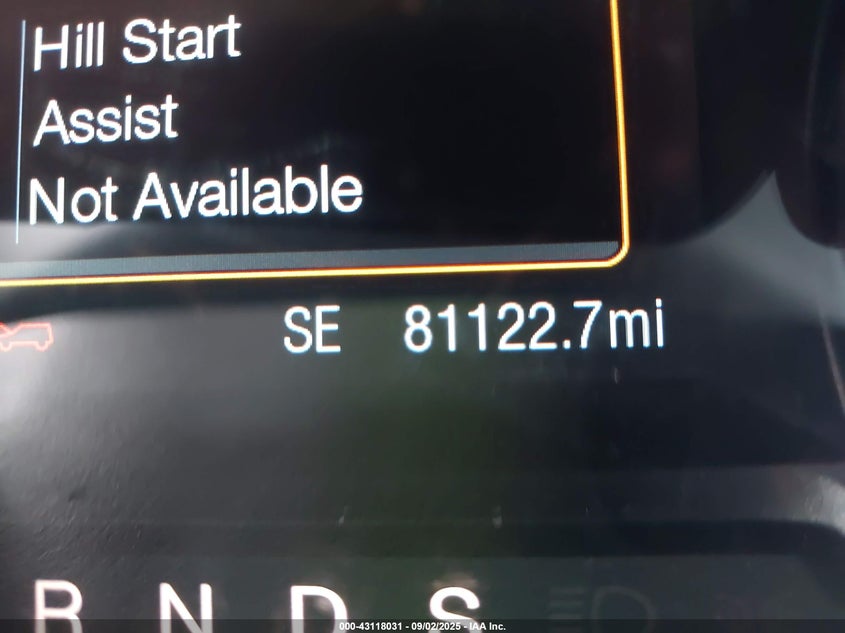 Hill Start
Assist
Not Available
SE 81122.7mi
R N D S
000-43118031 - 09/02/2025 - IAA Inc.